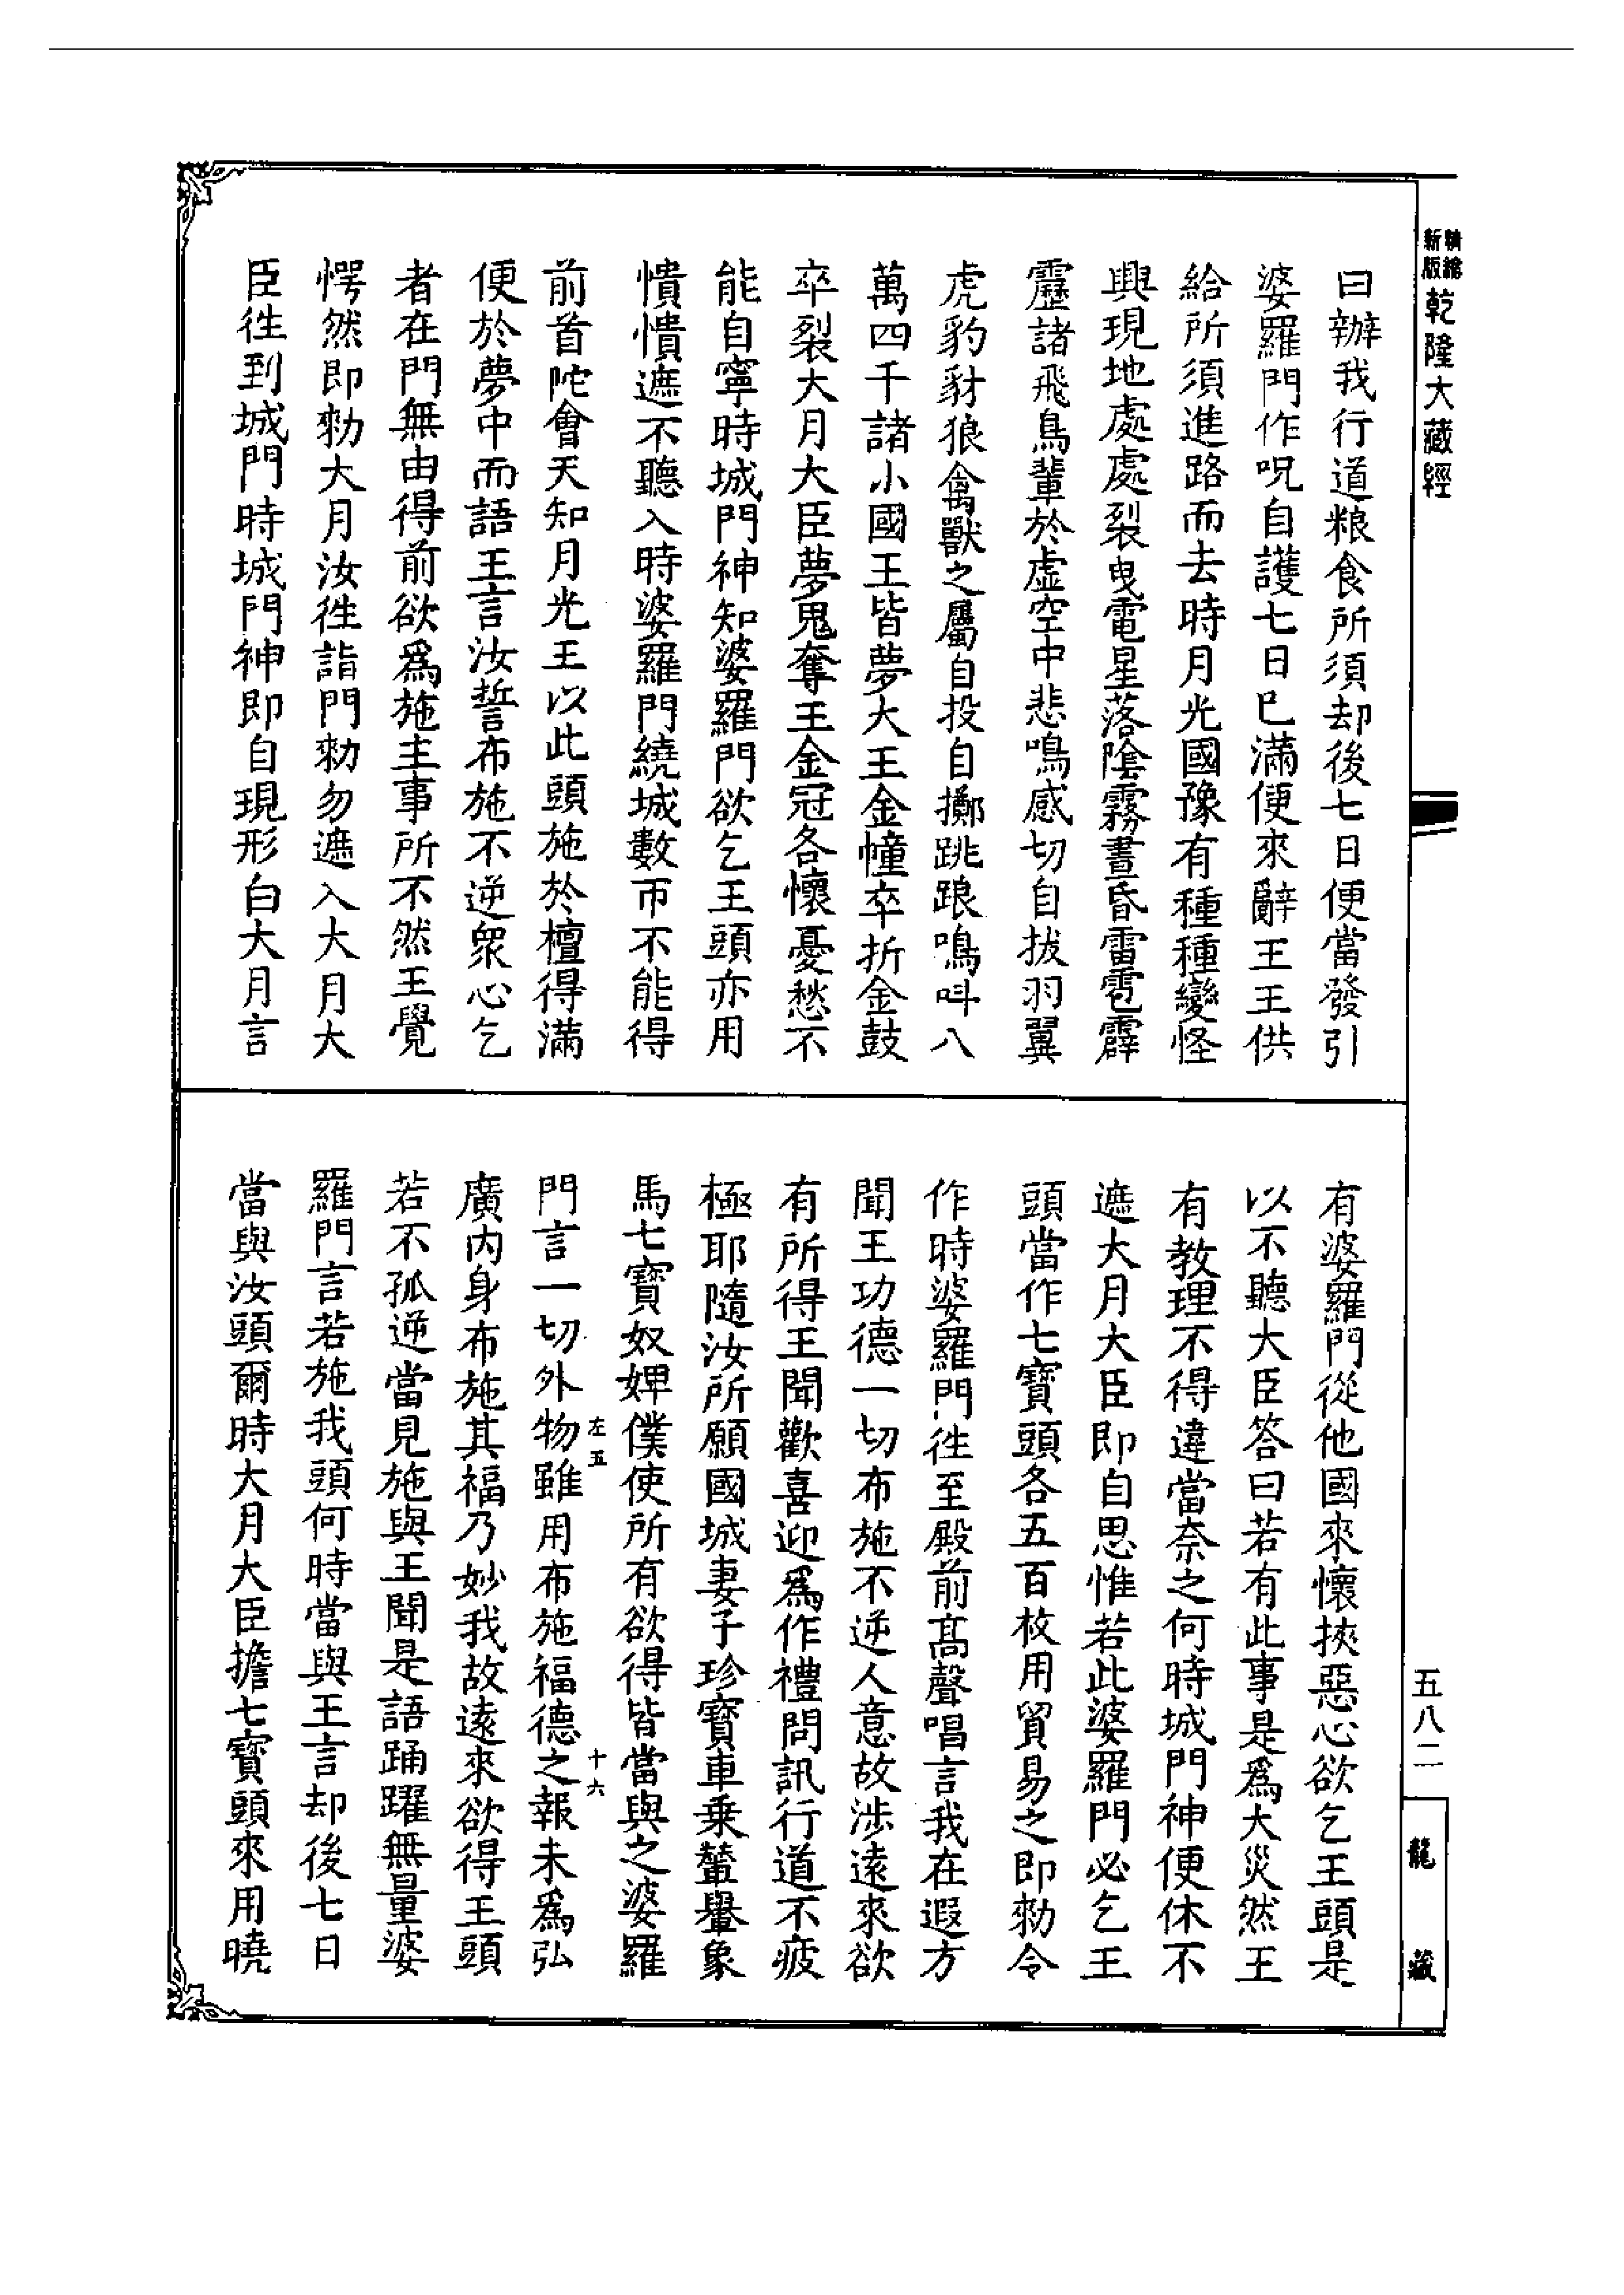 精縮新版乾隆大藏經
曰辦我行道粮食所須却後七日便當發引
婆羅門作呪自護七日已滿便來辭王王供
給所須進路而去時月光國豫有種種變怪
興現地處處裂曳電星落陰霧晝昏雷雹霹
靂諸飛鳥輩於虛空中悲鳴感切自拔羽翼
虎豹豺狼禽獸之屬自投自擲跳踉鳴叫八
萬四千諸小國王皆夢大王金幢卒折金鼓
卒裂大月大臣夢鬼奪王金冠各懷憂愁不
能自寧時城門神知婆羅門欲乞王頭亦用
憒憒遮不聽入時婆羅門繞城數帀不能得
前首陀會天知月光王以此頭施於檀得滿
便於夢中而語王言汝誓布施不逆衆心乞
者在門無由得前欲爲施主事所不然王覺
愕然即勑大月汝徃詣門勑勿遮入大月大
臣徃到城門時城門神即自現形白大月言
有婆羅門從他國來懷挾惡心欲乞王頭是
以不聽大臣答曰若有此事是爲大災然王
有教理不得違當奈之何時城門神便休不
遮大月大臣即自思惟若此婆羅門必乞王
頭當作七寶頭各五百枚用貿易之即勑令
作時婆羅門徃至殿前髙聲唱言我在遐方
聞王功德一切布施不逆人意故涉遠來欲
有所得王聞歡喜迎爲作禮問訊行道不疲
極耶隨汝所願國城妻子珍寳車乗輦轝象
馬七寶奴婢僕使所有欲得皆當與之婆羅
左五
十六
門言一切外物雖用布施福德之報未爲弘
廣内身布施其福乃妙我故遠來欲得王頭
若不孤逆當見施與王聞是語踊躍無量婆
羅門言若施我頭何時當與王言却後七日
當與汝頭爾時大月大臣擔七寳頭來用曉
五八二
龍藏